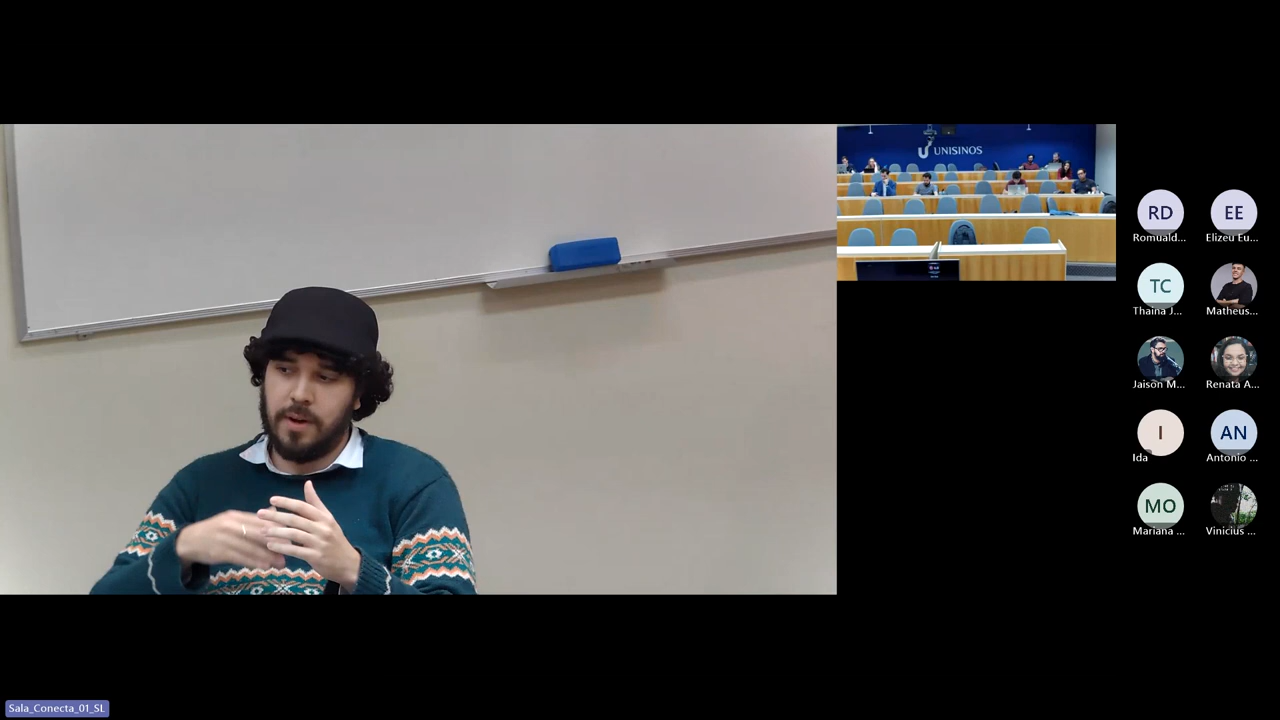 UNISINOS
RD
EE
Romuald...
Elizeu Eu...
TC
Thaina J...
Matheus...
Jaison M...
Renata A...
I
AN
Ida
Antonio ...
MO
Mariana ...
Vinicius ...
Sala_Conecta_01_SL